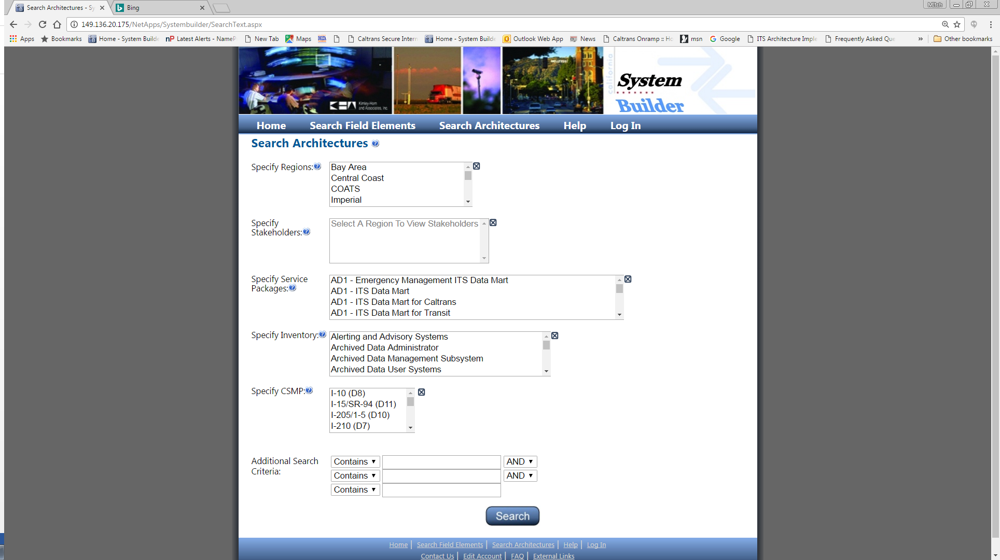 Search Architectures - Sy
Bing
Mitch
149.136.20.175/NetApps/Systembuilder/SearchText.aspx
Apps Bookmarks Home - System Builde Latest Alerts - NameP New Tab Maps DELTA Caltrans Secure Intern Home - System Builde Outlook Web App News Caltrans Onramp :: Ho msn Google ITS Architecture Imple Frequently Asked Que » Other bookmarks
HOLLYWOOD
Kimley-Horn
and Associates, Inc.
california
System
Builder
Home Search Field Elements Search Architectures Help Log In
Search Architectures
Specify Regions:
Bay Area
Central Coast
COATS
Imperial
Specify
Stakeholders:
Select A Region To View Stakeholders
Specify Service
Packages:
AD1 - Emergency Management ITS Data Mart
AD1 - ITS Data Mart
AD1 - ITS Data Mart for Caltrans
AD1 - ITS Data Mart for Transit
Specify Inventory:
Alerting and Advisory Systems
Archived Data Administrator
Archived Data Management Subsystem
Archived Data User Systems
Specify CSMP:
I-10 (D8)
I-15/SR-94 (D11)
I-205/1-5 (D10)
I-210 (D7)
Additional Search
Criteria:
Contains AND
Contains AND
Contains
Search
Home | Search Field Elements | Search Architectures | Help | Log In
Contact Us | Edit Account | FAQ | External Links